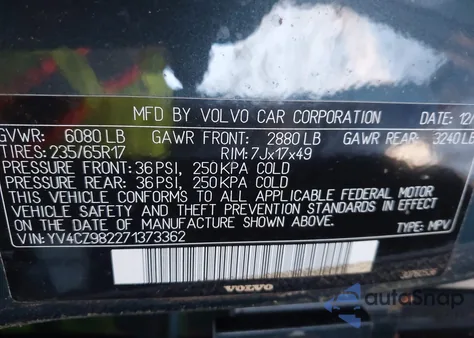 MFD BY VOLVO CAR CORPORATION DATE: 12/
GVWR: 6080 LB GAWR FRONT: 2880 LB GAWR REAR: 3240LB
TIRES: 235/65R17 RIM: 7Jx17x49
PRESSURE FRONT: 36 PSI, 250 KPA COLD
PRESSURE REAR: 36 PSI, 250 KPA COLD
THIS VEHICLE CONFORMS TO ALL APPLICABLE FEDERAL MOTOR
VEHICLE SAFETY AND THEFT PREVENTION STANDARDS IN EFFECT
ON THE DATE OF MANUFACTURE SHOWN ABOVE.
VIN: YV4CZ982271373362 TYPE: MPV
VOLVO
autoSnap